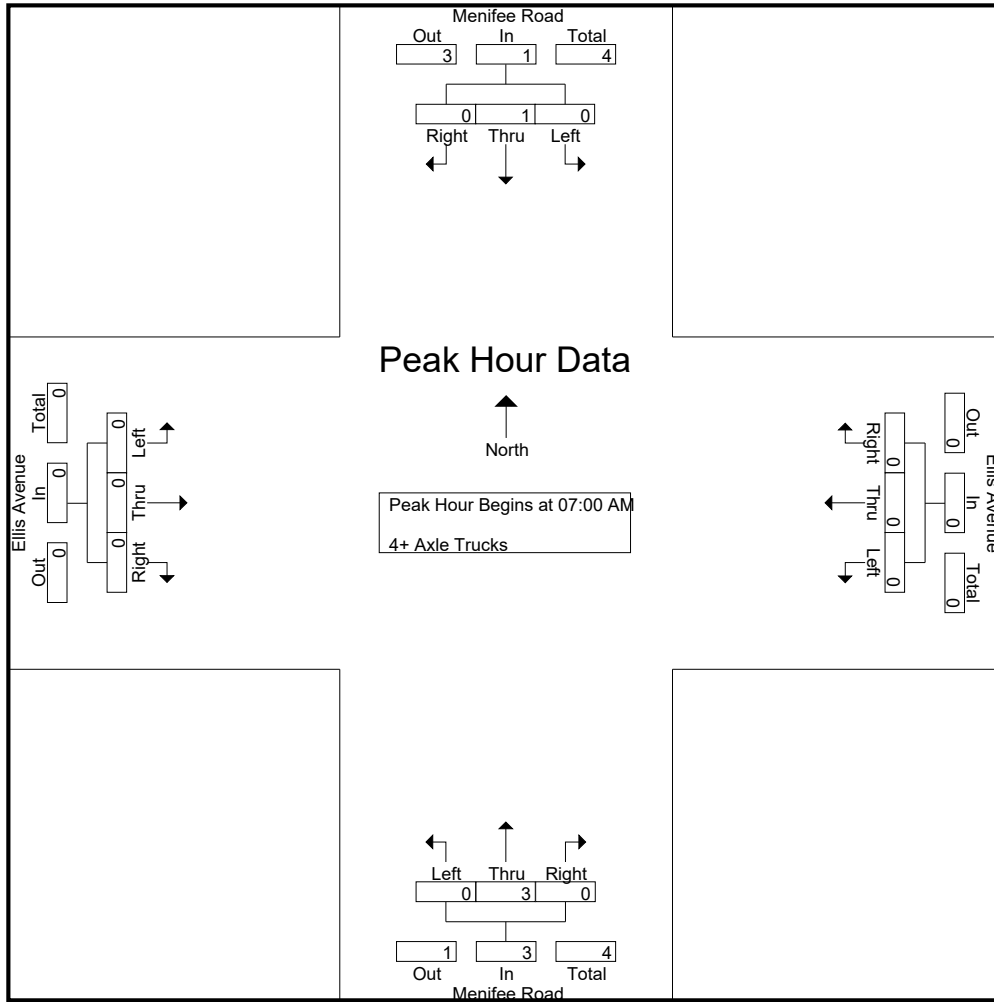 Menifee Road
Out In Total
3 1 4
0 1 0
Right Thru Left
Peak Hour Data
North
Peak Hour Begins at 07:00 AM
4+ Axle Trucks
Ellis Avenue
Total In Out
0 0 0
0 0 0
Left Thru Right
Ellis Avenue
Out In Total
0 0 0
0 0 0
Right Thru Left
Left Thru Right
0 3 0
1 3 4
Out In Total
Menifee Road